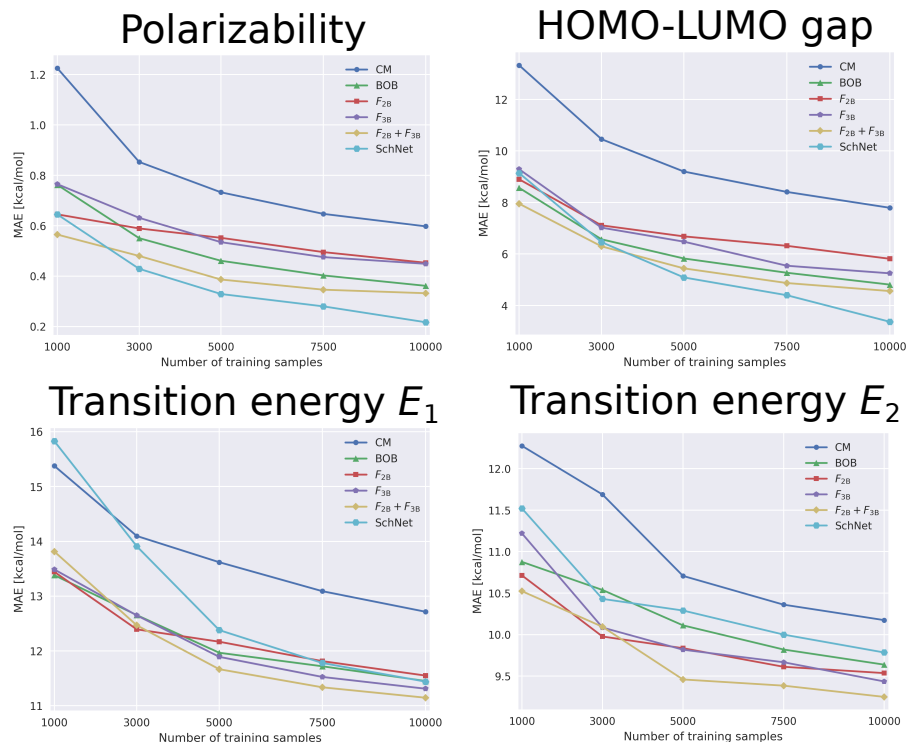 Polarizability
1.2
1.0
0.8
0.6
0.4
0.2
MAE [kcal/mol]
CM
BOB
F2B
F3B
F2B + F3B
SchNet
1000 3000 5000 7500 10000
Number of training samples
HOMO-LUMO gap
12
10
8
6
4
MAE [kcal/mol]
CM
BOB
F2B
F3B
F2B + F3B
SchNet
1000 3000 5000 7500 10000
Number of training samples
Transition energy E1
16
15
14
13
12
11
MAE [kcal/mol]
CM
BOB
F2B
F3B
F2B + F3B
SchNet
1000 3000 5000 7500 10000
Number of training samples
Transition energy E2
12.0
11.5
11.0
10.5
10.0
9.5
MAE [kcal/mol]
CM
BOB
F2B
F3B
F2B + F3B
SchNet
1000 3000 5000 7500 10000
Number of training samples